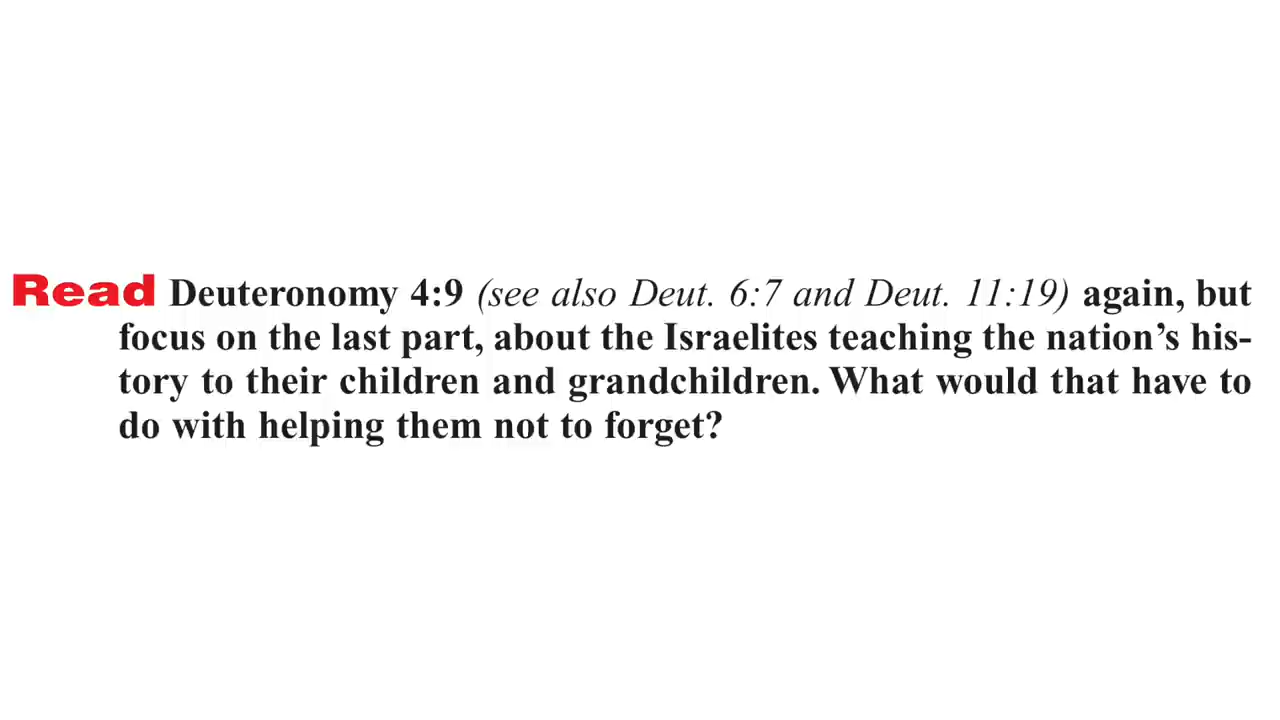 Read Deuteronomy 4:9 (see also Deut. 6:7 and Deut. 11:19) again, but
focus on the last part, about the Israelites teaching the nation’s his-
tory to their children and grandchildren. What would that have to
do with helping them not to forget?